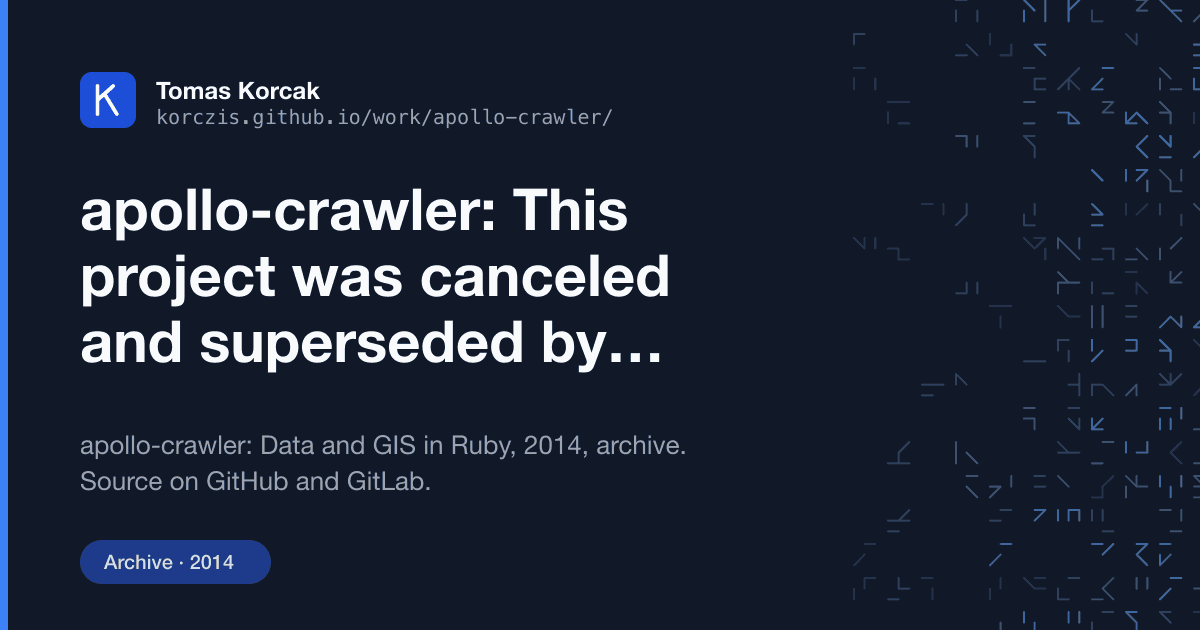 K
Tomas Korcak
korczis.github.io/work/apollo-crawler/
apollo-crawler: This
project was canceled
and superseded by…
apollo-crawler: Data and GIS in Ruby, 2014, archive.
Source on GitHub and GitLab.
Archive · 2014